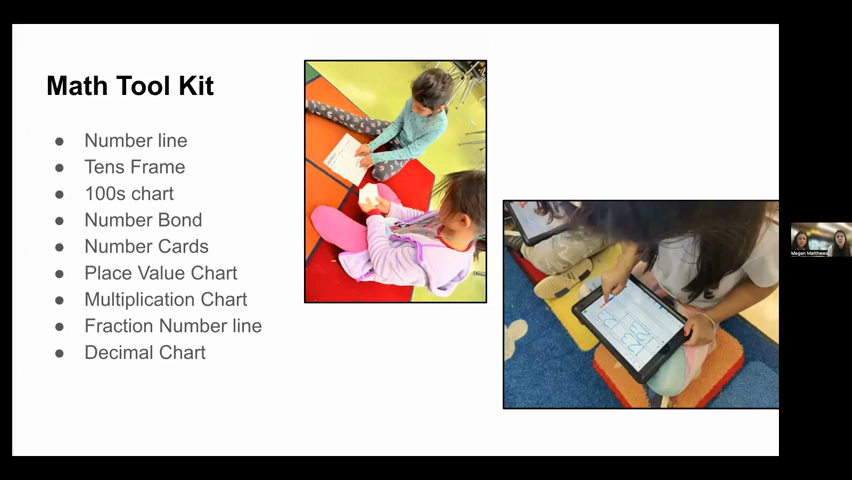 Math Tool Kit
● Number line
● Tens Frame
● 100s chart
● Number Bond
● Number Cards
● Place Value Chart
● Multiplication Chart
● Fraction Number line
● Decimal Chart
Megan Matthews